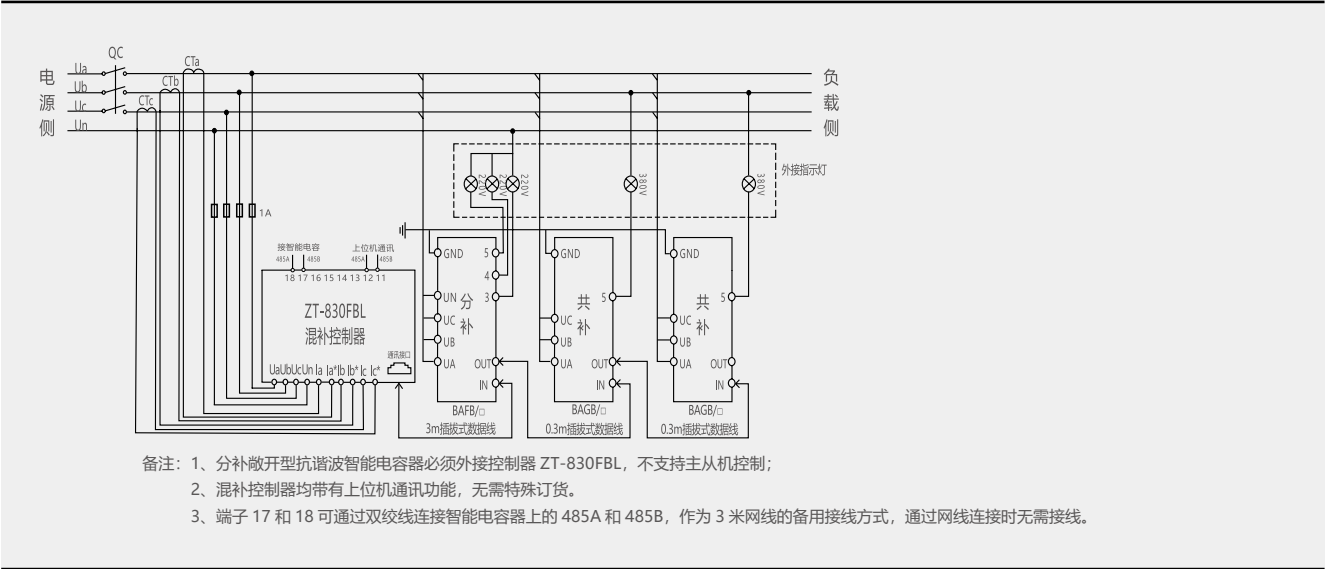 QC
CTa
CTb
CTc
电源侧
Ua
Ub
Uc
Un
负载侧
外接指示灯
220V
220V
220V
380V
380V
1A
接智能电容
上位机通讯
485A
485B
485A
485B
18 17 16 15 14 13 12 11
ZT-830FBL
混补控制器
通讯接口
Ua Ub Uc Un Ia Ia* Ib Ib* Ic Ic*
GND
5
4
UN
分补
3
UC
UB
UA
OUT
IN
BAFB/□
3m插拔式数据线
GND
共补
5
UC
UB
UA
OUT
IN
BAGB/□
0.3m插拔式数据线
GND
共补
5
UC
UB
UA
OUT
IN
BAGB/□
0.3m插拔式数据线
备注：1、分补敞开型抗谐波智能电容器必须外接控制器 ZT-830FBL，不支持主从机控制；
2、混补控制器均带有上位机通讯功能，无需特殊订货。
3、端子 17 和 18 可通过双绞线连接智能电容器上的 485A 和 485B，作为 3 米网线的备用接线方式，通过网线连接时无需接线。